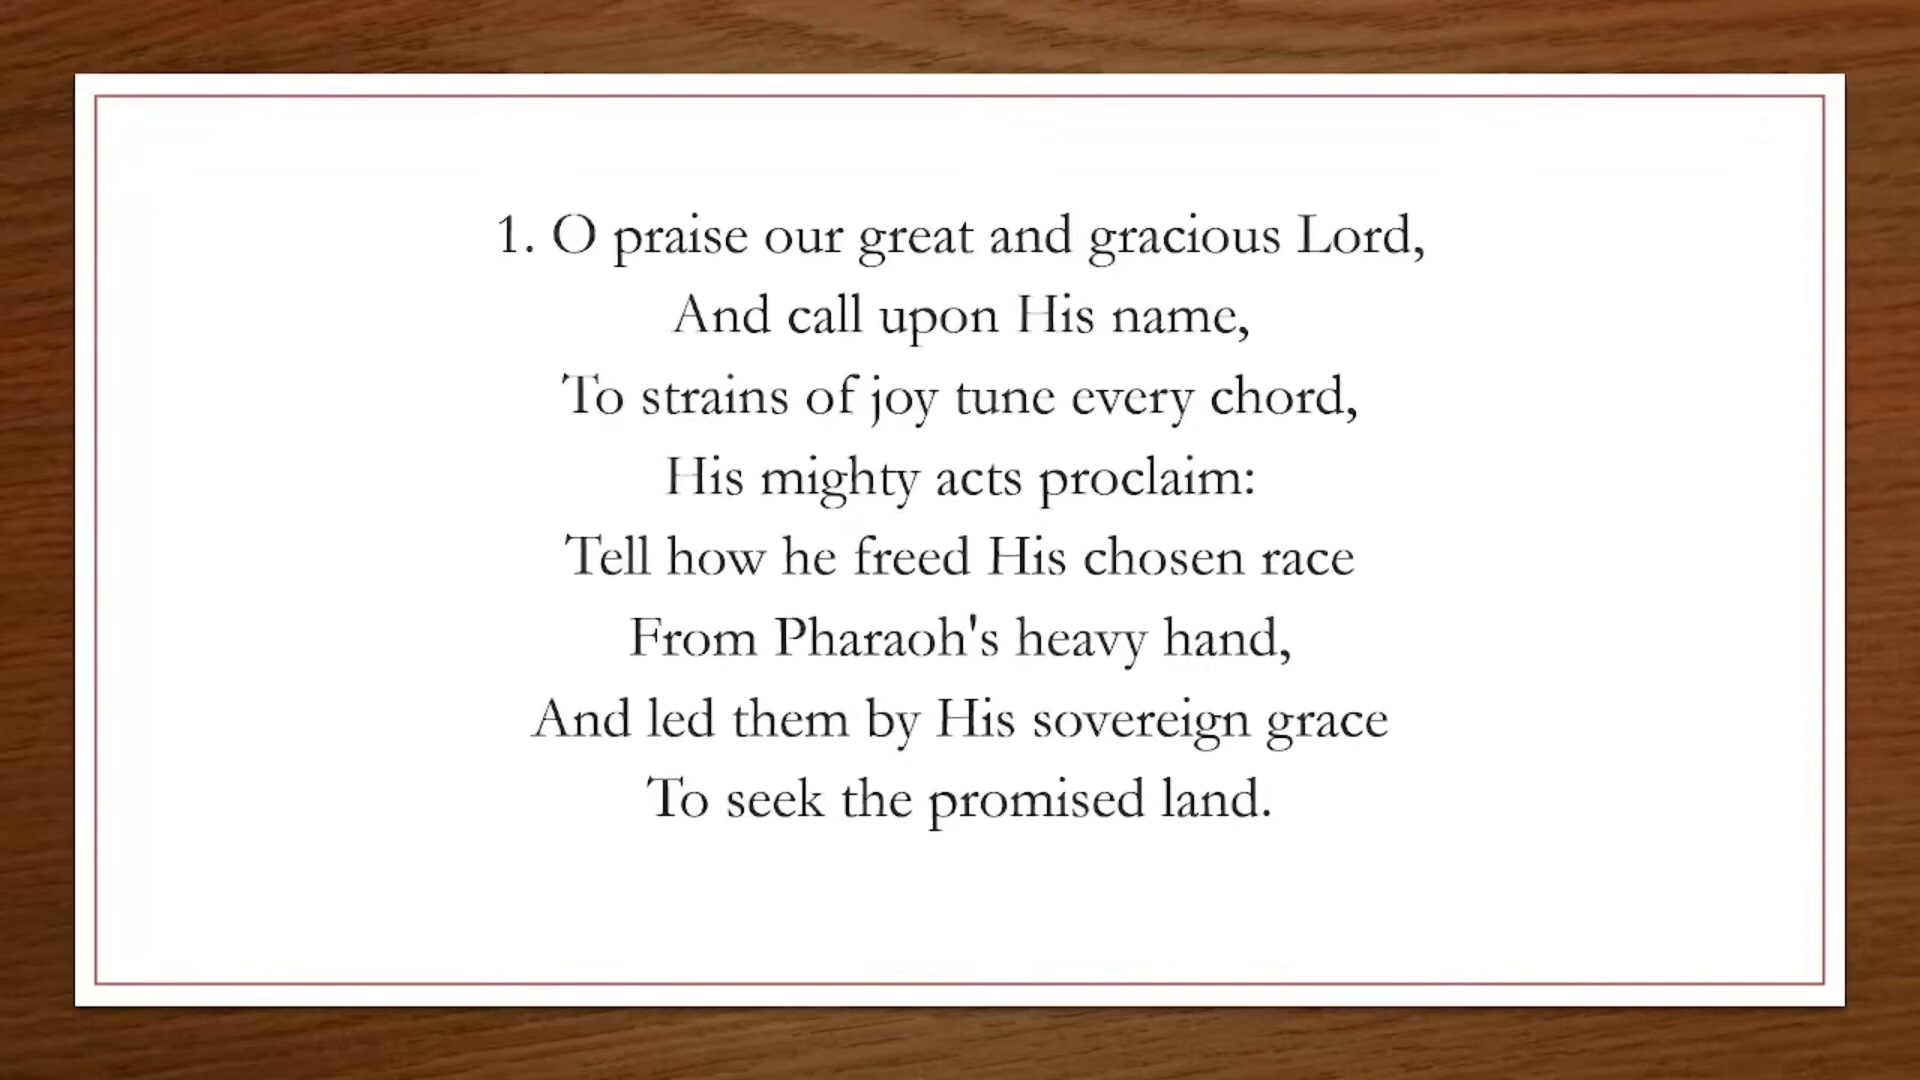 1. O praise our great and gracious Lord,
And call upon His name,
To strains of joy tune every chord,
His mighty acts proclaim:
Tell how he freed His chosen race
From Pharaoh's heavy hand,
And led them by His sovereign grace
To seek the promised land.